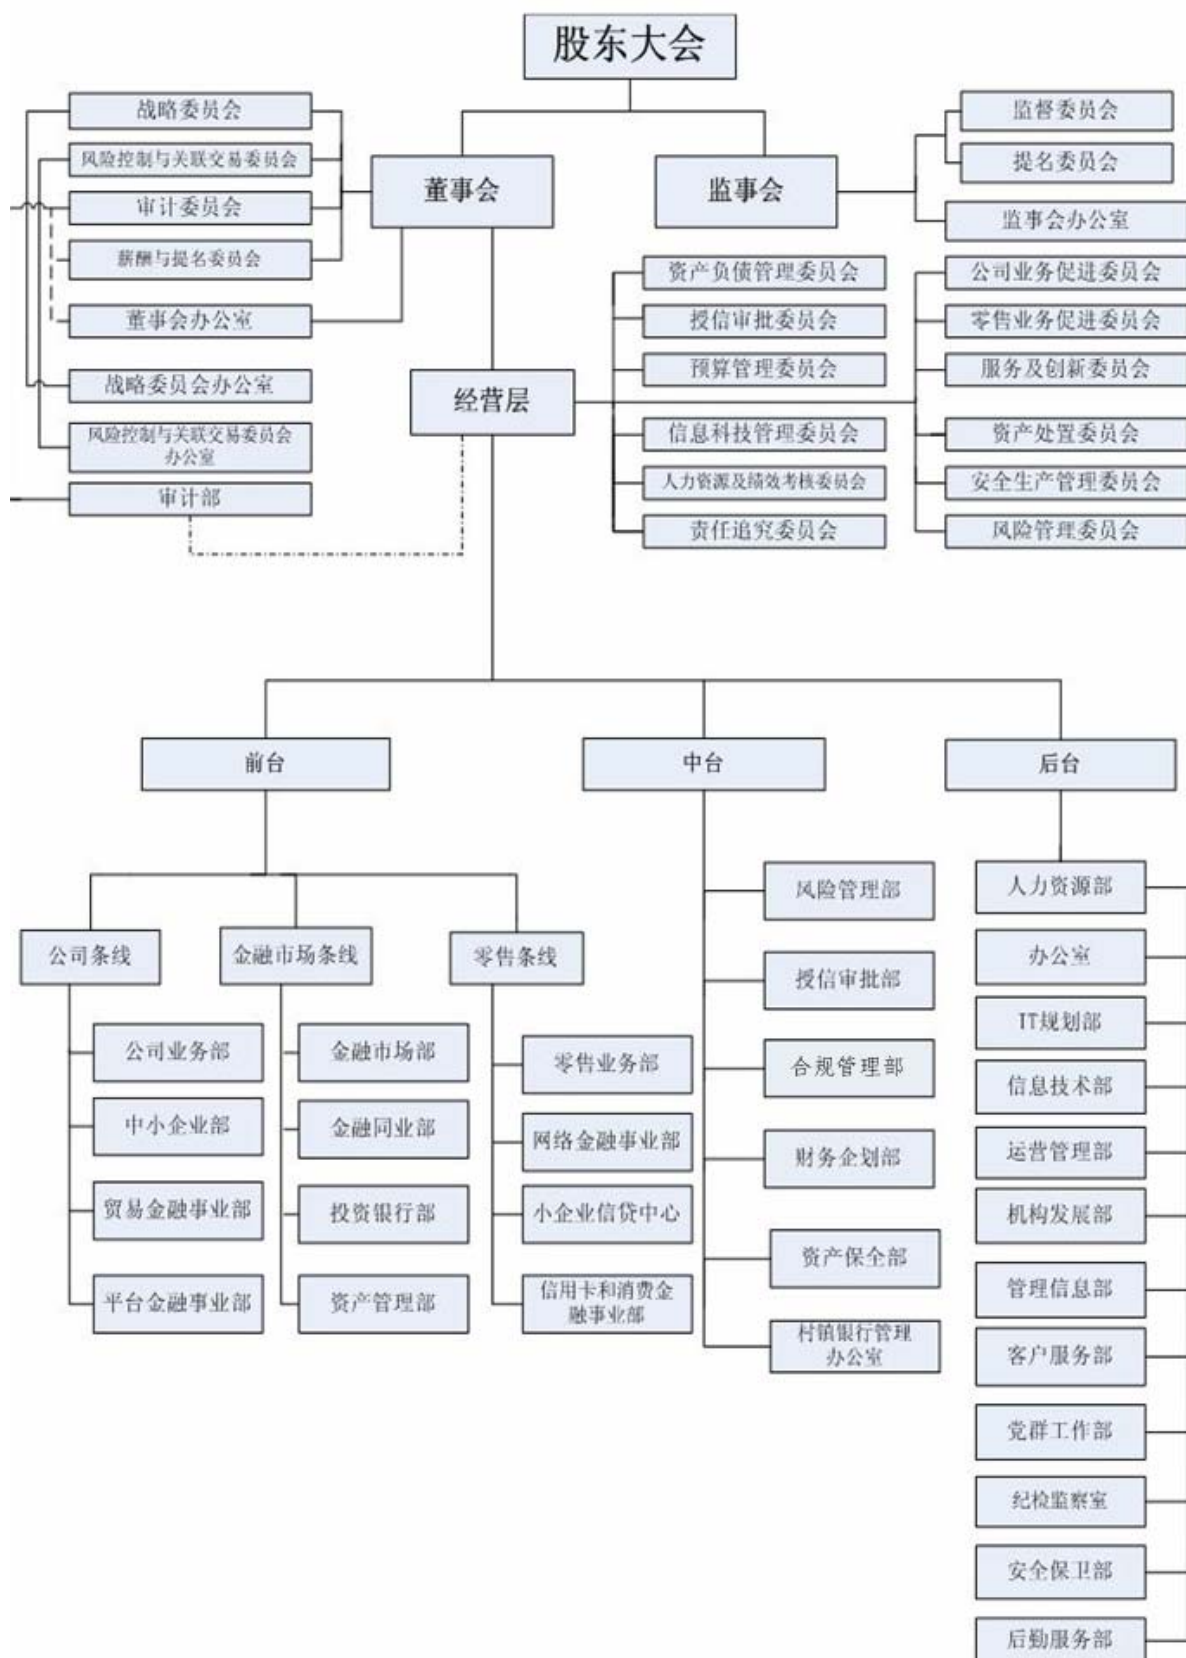 股东大会
战略委员会
风险控制与关联交易委员会
审计委员会
薪酬与提名委员会
董事会办公室
战略委员会办公室
风险控制与关联交易委员会
办公室
审计部
董事会
监事会
监督委员会
提名委员会
监事会办公室
经营层
资产负债管理委员会
授信审批委员会
预算管理委员会
信息科技管理委员会
人力资源及绩效考核委员会
责任追究委员会
公司业务促进委员会
零售业务促进委员会
服务及创新委员会
资产处置委员会
安全生产管理委员会
风险管理委员会
前台
中台
后台
公司条线
公司业务部
中小企业部
贸易金融事业部
平台金融事业部
金融市场条线
金融市场部
金融同业部
投资银行部
资产管理部
零售条线
零售业务部
网络金融事业部
小企业信贷中心
信用卡和消费金
融事业部
风险管理部
授信审批部
合规管理部
财务企划部
资产保全部
村镇银行管理
办公室
人力资源部
办公室
IT规划部
信息技术部
运营管理部
机构发展部
管理信息部
客户服务部
党群工作部
纪检监察室
安全保卫部
后勤服务部